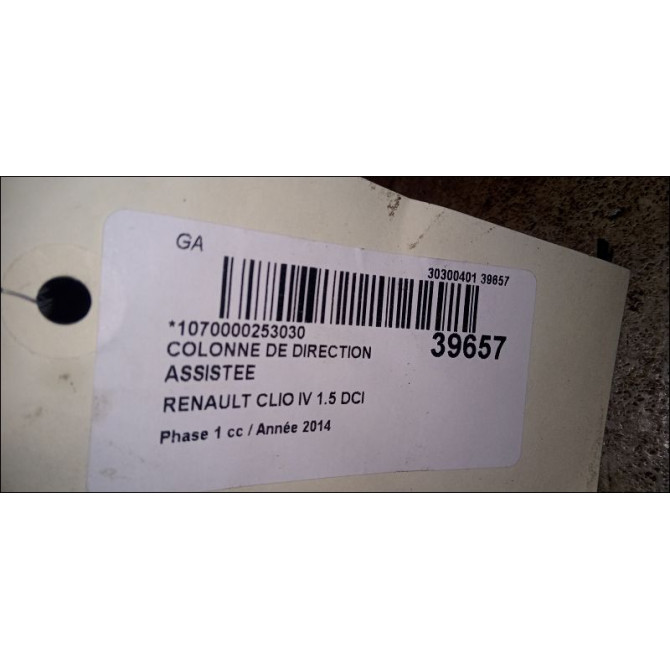 GA
30300401 39657
*1070000253030
39657
COLONNE DE DIRECTION
ASSISTEE
RENAULT CLIO IV 1.5 DCI
Phase 1 cc / Année 2014